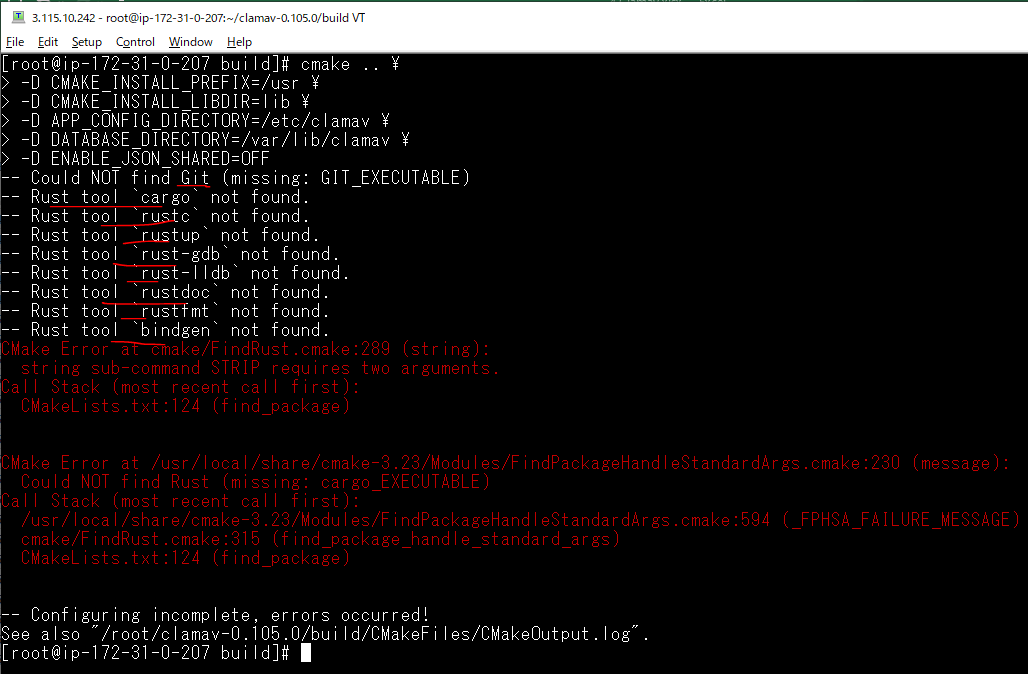 3.115.10.242 - root@ip-172-31-0-207:~/clamav-0.105.0/build VT
File Edit Setup Control Window Help
[root@ip-172-31-0-207 build]# cmake .. ¥
> -D CMAKE_INSTALL_PREFIX=/usr ¥
> -D CMAKE_INSTALL_LIBDIR=lib ¥
> -D APP_CONFIG_DIRECTORY=/etc/clamav ¥
> -D DATABASE_DIRECTORY=/var/lib/clamav ¥
> -D ENABLE_JSON_SHARED=OFF
-- Could NOT find Git (missing: GIT_EXECUTABLE)
-- Rust tool `cargo` not found.
-- Rust tool `rustc` not found.
-- Rust tool `rustup` not found.
-- Rust tool `rust-gdb` not found.
-- Rust tool `rust-lldb` not found.
-- Rust tool `rustdoc` not found.
-- Rust tool `rustfmt` not found.
-- Rust tool `bindgen` not found.
CMake Error at cmake/FindRust.cmake:289 (string):
  string sub-command STRIP requires two arguments.
Call Stack (most recent call first):
  CMakeLists.txt:124 (find_package)
CMake Error at /usr/local/share/cmake-3.23/Modules/FindPackageHandleStandardArgs.cmake:230 (message):
  Could NOT find Rust (missing: cargo_EXECUTABLE)
Call Stack (most recent call first):
  /usr/local/share/cmake-3.23/Modules/FindPackageHandleStandardArgs.cmake:594 (_FPHSA_FAILURE_MESSAGE)
  cmake/FindRust.cmake:315 (find_package_handle_standard_args)
  CMakeLists.txt:124 (find_package)
-- Configuring incomplete, errors occurred!
See also "/root/clamav-0.105.0/build/CMakeFiles/CMakeOutput.log".
[root@ip-172-31-0-207 build]#